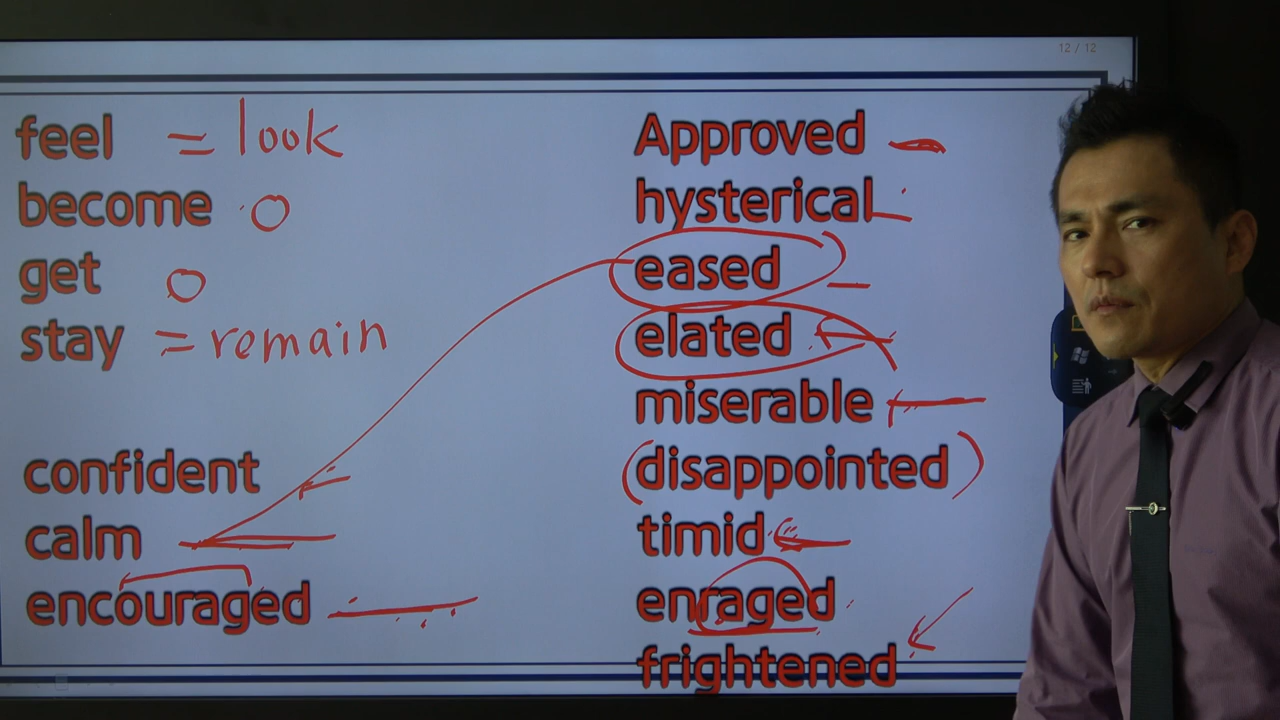 12 / 12
feel = look
become
get
stay = remain
confident
calm
encouraged
Approved
hysterical
eased
elated
miserable
(disappointed)
timid
enraged
frightened